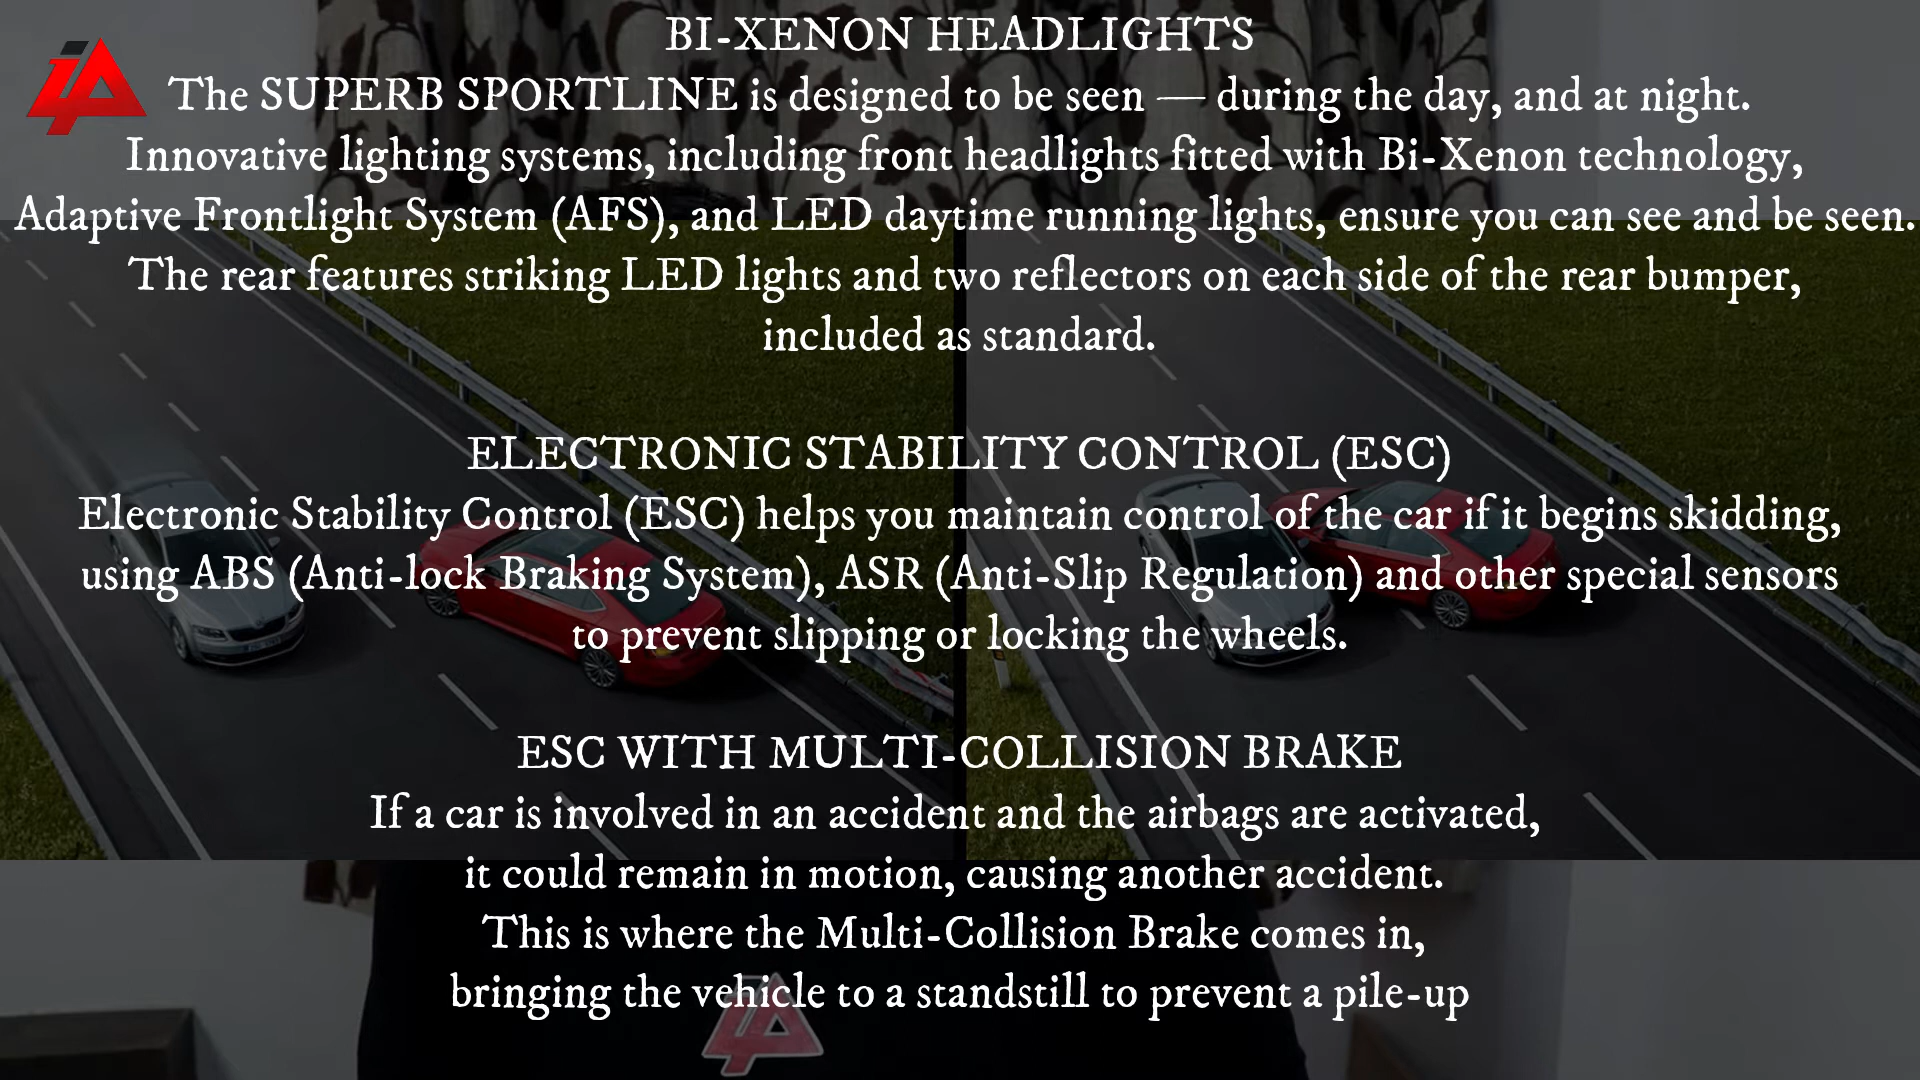 BI-XENON HEADLIGHTS
The SUPERB SPORTLINE is designed to be seen — during the day, and at night.
Innovative lighting systems, including front headlights fitted with Bi-Xenon technology,
Adaptive Frontlight System (AFS), and LED daytime running lights, ensure you can see and be seen.
The rear features striking LED lights and two reflectors on each side of the rear bumper,
included as standard.
ELECTRONIC STABILITY CONTROL (ESC)
Electronic Stability Control (ESC) helps you maintain control of the car if it begins skidding,
using ABS (Anti-lock Braking System), ASR (Anti-Slip Regulation) and other special sensors
to prevent slipping or locking the wheels.
ESC WITH MULTI-COLLISION BRAKE
If a car is involved in an accident and the airbags are activated,
it could remain in motion, causing another accident.
This is where the Multi-Collision Brake comes in,
bringing the vehicle to a standstill to prevent a pile-up